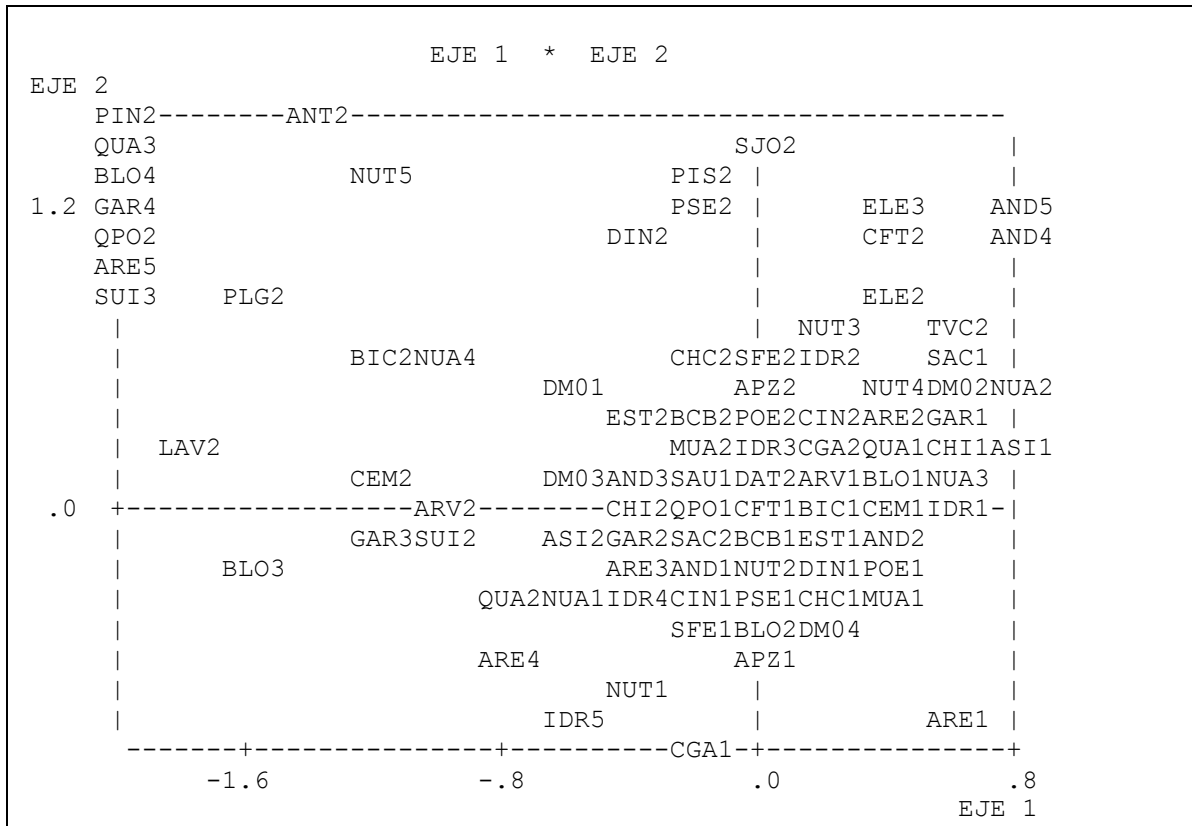 EJE 1  *  EJE 2
EJE 2
PIN2--------ANT2-----------------------------------------
QUA3                                    SJO2             |
BLO4            NUT5                PIS2 |               |
1.2 GAR4                                PSE2 |      ELE3    AND5
QPO2                            DIN2     |      CFT2    AND4
ARE5                                     |               |
SUI3    PLG2                             |      ELE2     |
|                                       |  NUT3    TVC2 |
|              BIC2NUA4            CHC2SFE2IDR2    SAC1 |
|                          DM01        APZ2    NUT4DM02NUA2
|                              EST2BCB2POE2CIN2ARE2GAR1 |
|  LAV2                            MUA2IDR3CGA2QUA1CHI1ASI1
|              CEM2        DM03AND3SAU1DAT2ARV1BLO1NUA3 |
.0  +------------------ARV2--------CHI2QPO1CFT1BIC1CEM1IDR1-|
|              GAR3SUI2    ASI2GAR2SAC2BCB1EST1AND2     |
|      BLO3                    ARE3AND1NUT2DIN1POE1     |
|                      QUA2NUA1IDR4CIN1PSE1CHC1MUA1     |
|                                  SFE1BLO2DM04         |
|                      ARE4            APZ1             |
|                              NUT1     |               |
|                          IDR5         |          ARE1 |
-------+---------------+----------CGA1-+---------------+
-1.6             -.8              .0              .8
EJE 1